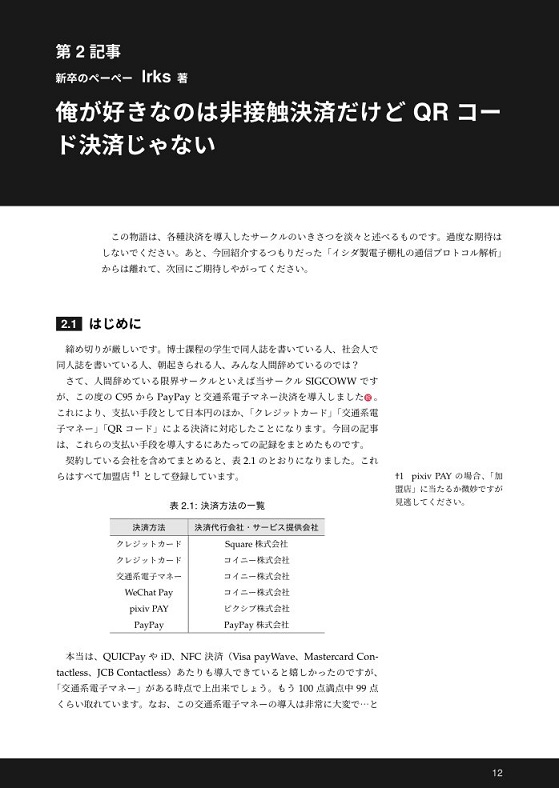 第 2 記事
新卒のぺーぺー lrks 著
俺が好きなのは非接触決済だけど QR コー
ド決済じゃない
この物語は、各種決済を導入したサークルのいきさつを淡々と述べるものです。過度な期待は
しないでください。あと、今回紹介するつもりだった「イシダ製電子棚札の通信プロトコル解析」
からは離れて、次回にご期待しやがってください。
2.1 はじめに
締め切りが厳しいです。博士課程の学生で同人誌を書いている人、社会人で
同人誌を書いている人、朝起きられる人、みんな人間辞めているのでは？
さて、人間辞めている限界サークルといえば当サークル SIGCOWW です
が、この度の C95 から PayPay と交通系電子マネー決済を導入しました㊗。
これにより、支払い手段として日本円のほか、「クレジットカード」「交通系電
子マネー」「QR コード」による決済に対応したことになります。今回の記事
は、これらの支払い手段を導入するにあたっての記録をまとめたものです。
契約している会社を含めてまとめると、表 2.1 のとおりになりました。これ
らはすべて加盟店 †1 として登録しています。
†1 pixiv PAY の場合、「加
盟店」に当たるか微妙ですが
見逃してください。
表 2.1: 決済方法の一覧
決済方法 決済代行会社・サービス提供会社
クレジットカード Square 株式会社
クレジットカード コイニー株式会社
交通系電子マネー コイニー株式会社
WeChat Pay コイニー株式会社
pixiv PAY ピクシブ株式会社
PayPay PayPay 株式会社
本当は、QUICPay や iD、NFC 決済（Visa payWave、Mastercard Con-
tactless、JCB Contactless）あたりも導入できていると嬉しかったのですが、
「交通系電子マネー」がある時点で上出来でしょう。もう 100 点満点中 99 点
くらい取れています。なお、この交通系電子マネーの導入は非常に大変で…と
12